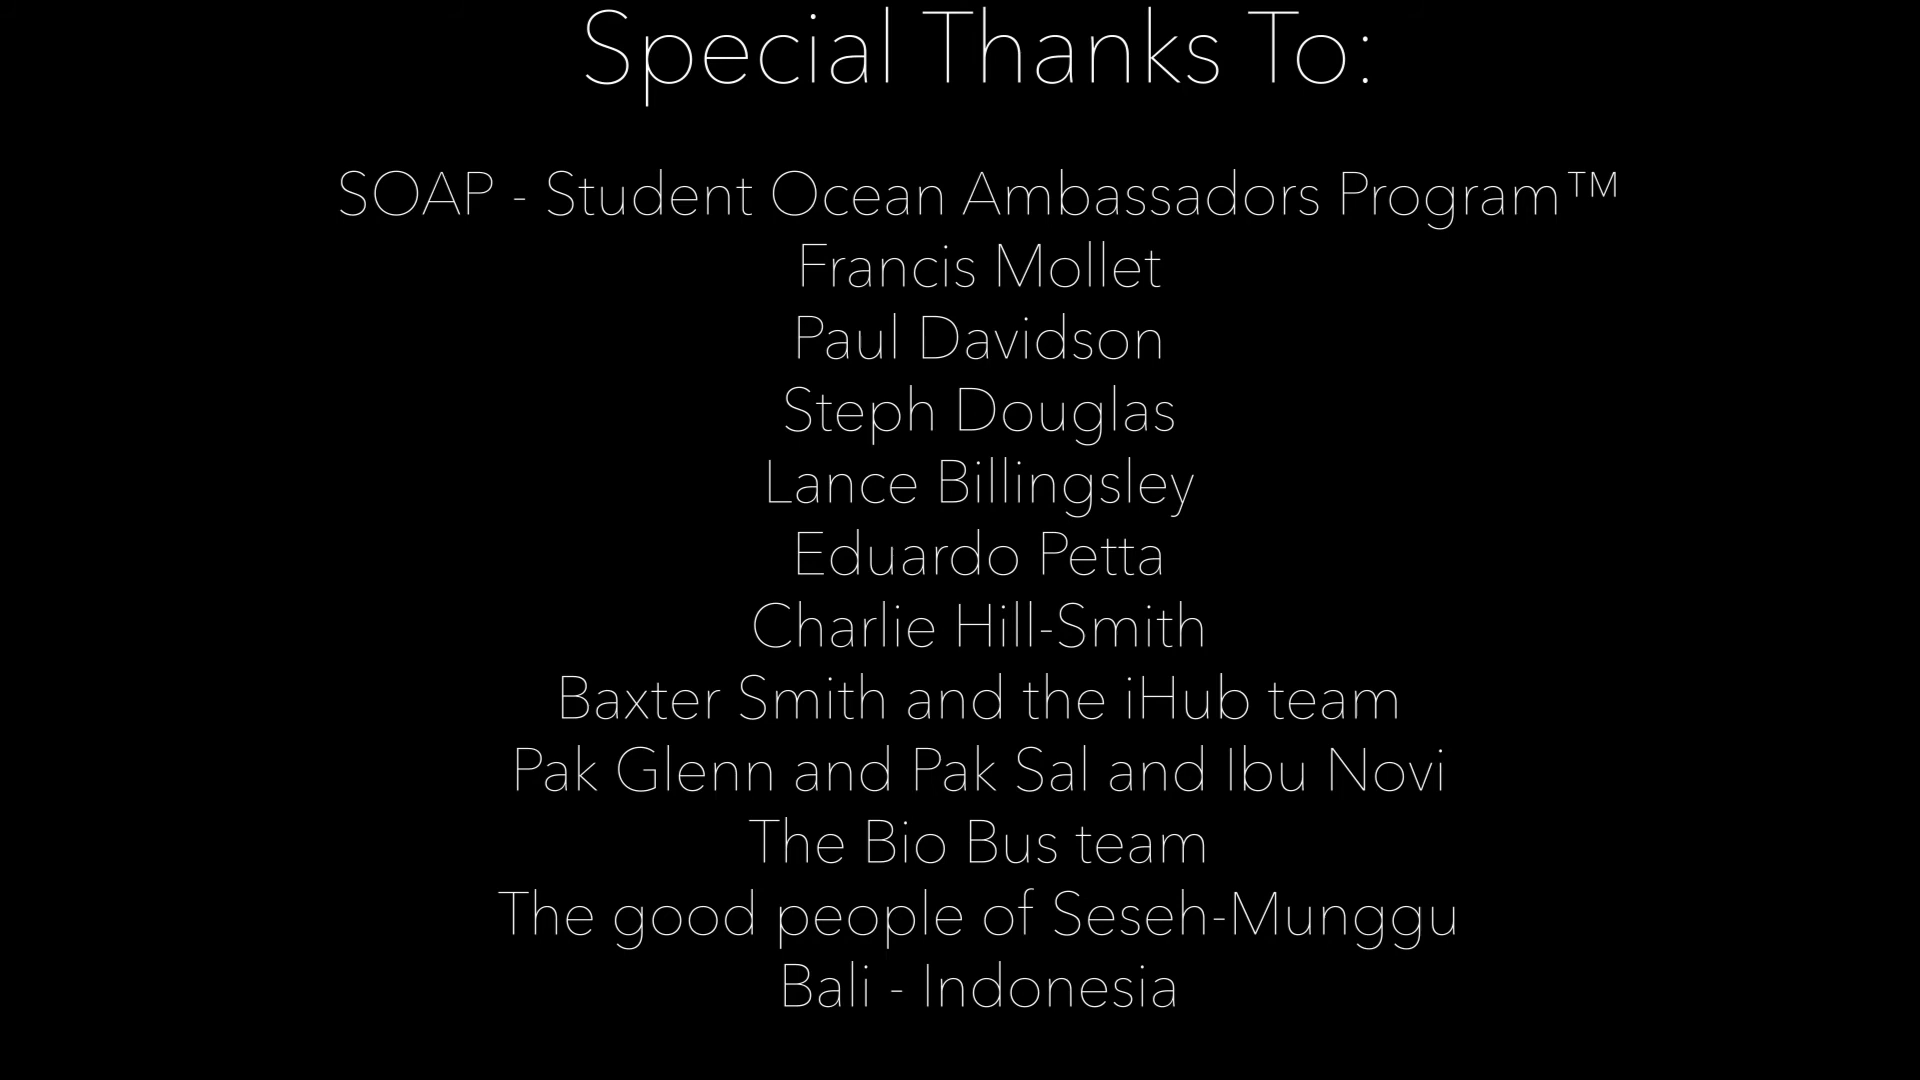 Special Thanks To:
SOAP - Student Ocean Ambassadors Program™
Francis Mollet
Paul Davidson
Steph Douglas
Lance Billingsley
Eduardo Petta
Charlie Hill-Smith
Baxter Smith and the iHub team
Pak Glenn and Pak Sal and Ibu Novi
The Bio Bus team
The good people of Seseh-Munggu
Bali - Indonesia